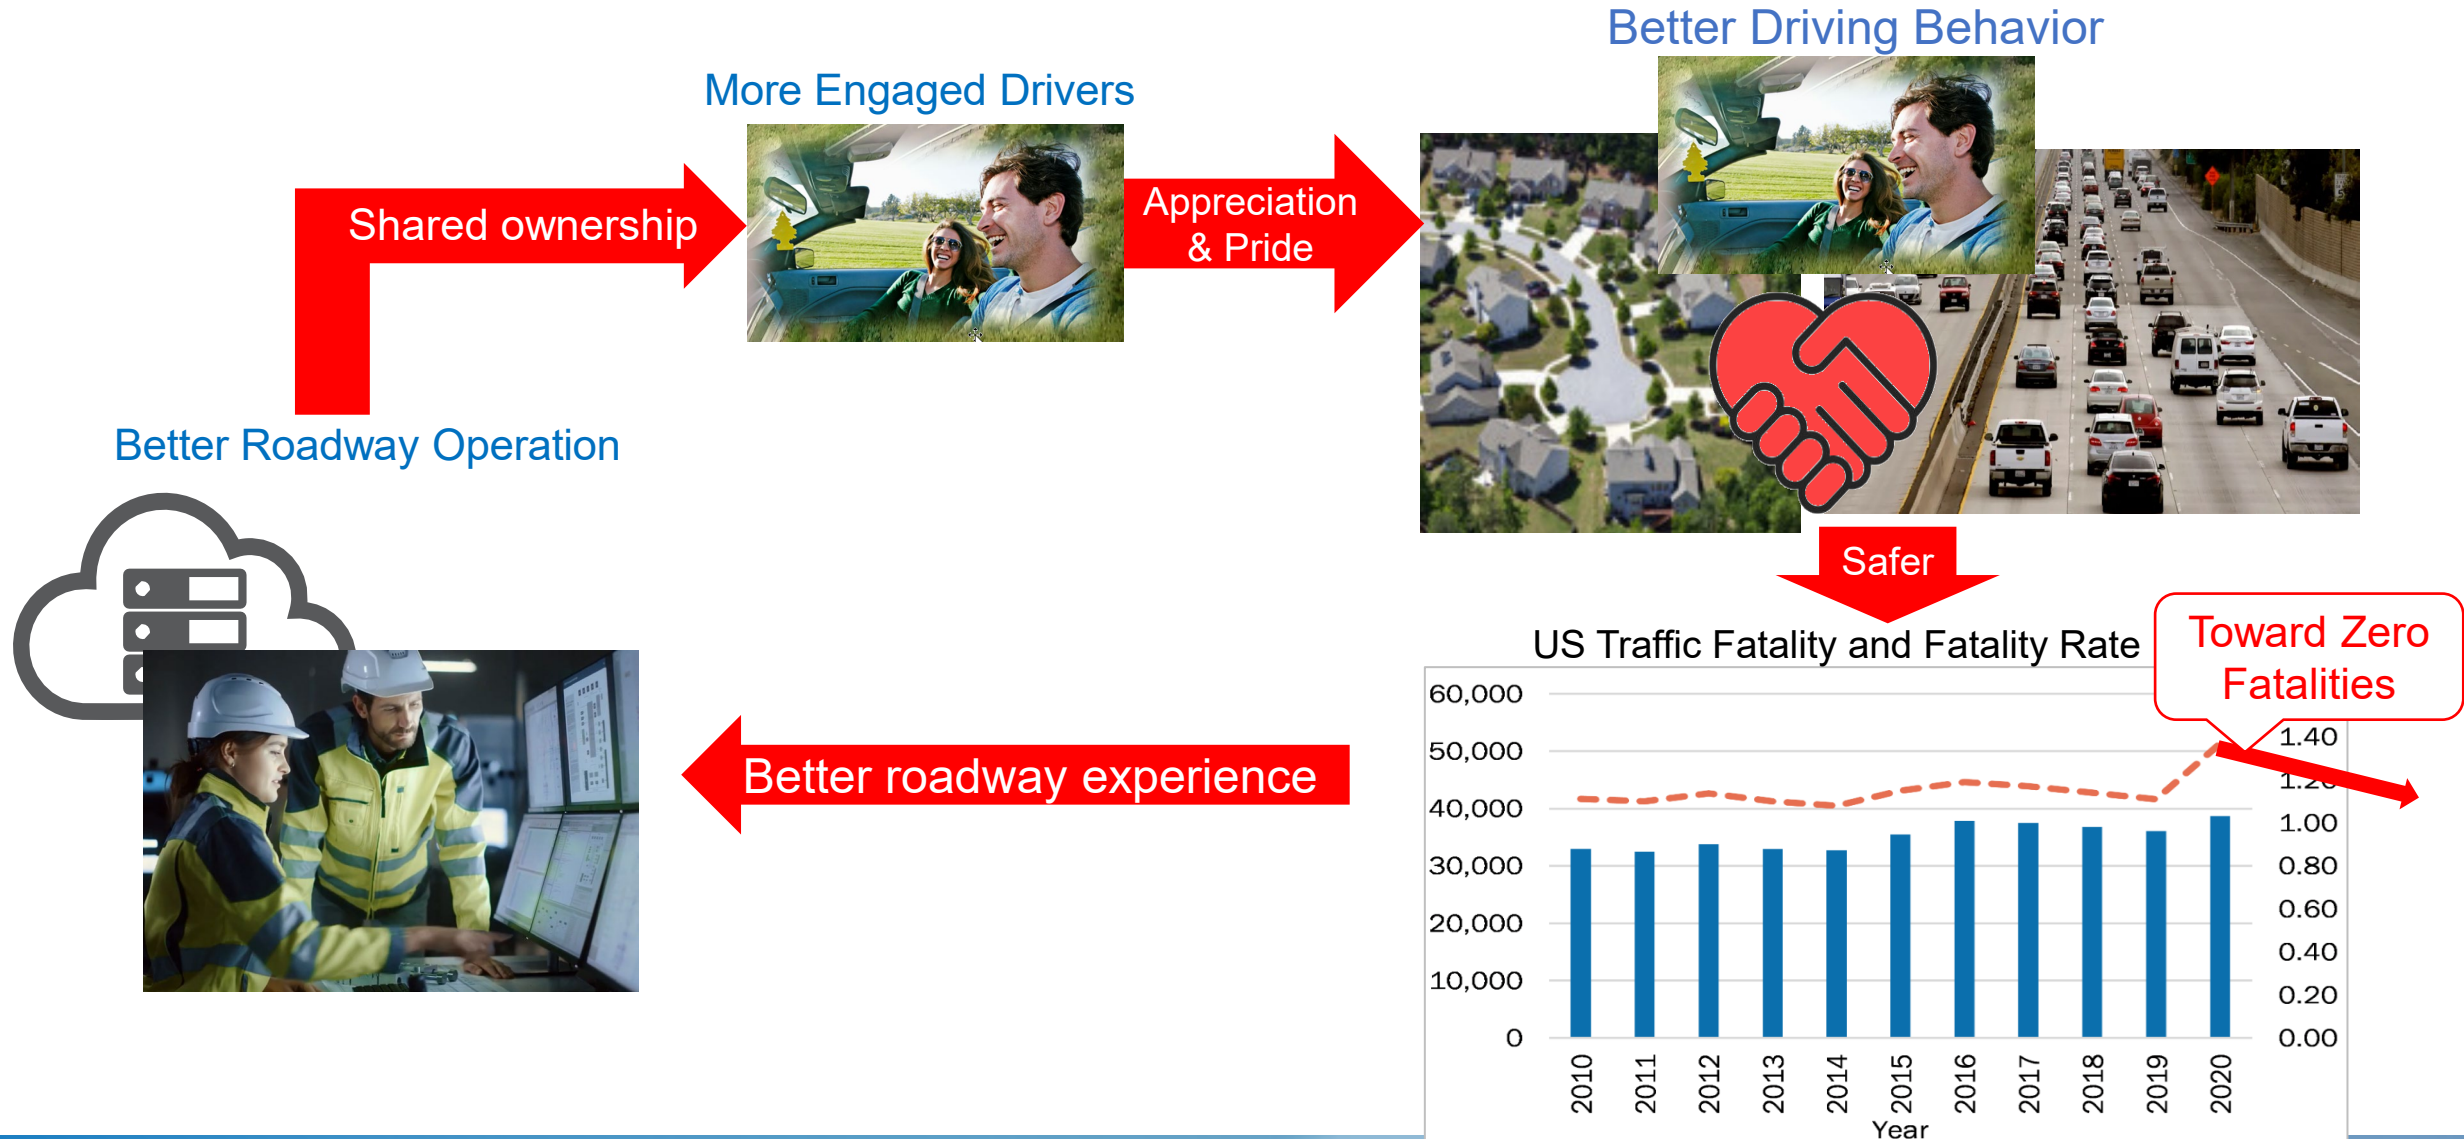 Better Driving Behavior
More Engaged Drivers
Shared ownership
Appreciation
& Pride
Better Roadway Operation
Safer
US Traffic Fatality and Fatality Rate
Toward Zero
Fatalities
Better roadway experience
60,000
50,000
40,000
30,000
20,000
10,000
0
1.40
1.20
1.00
0.80
0.60
0.40
0.20
0.00
2010
2011
2012
2013
2014
2015
2016
2017
2018
2019
2020
Year